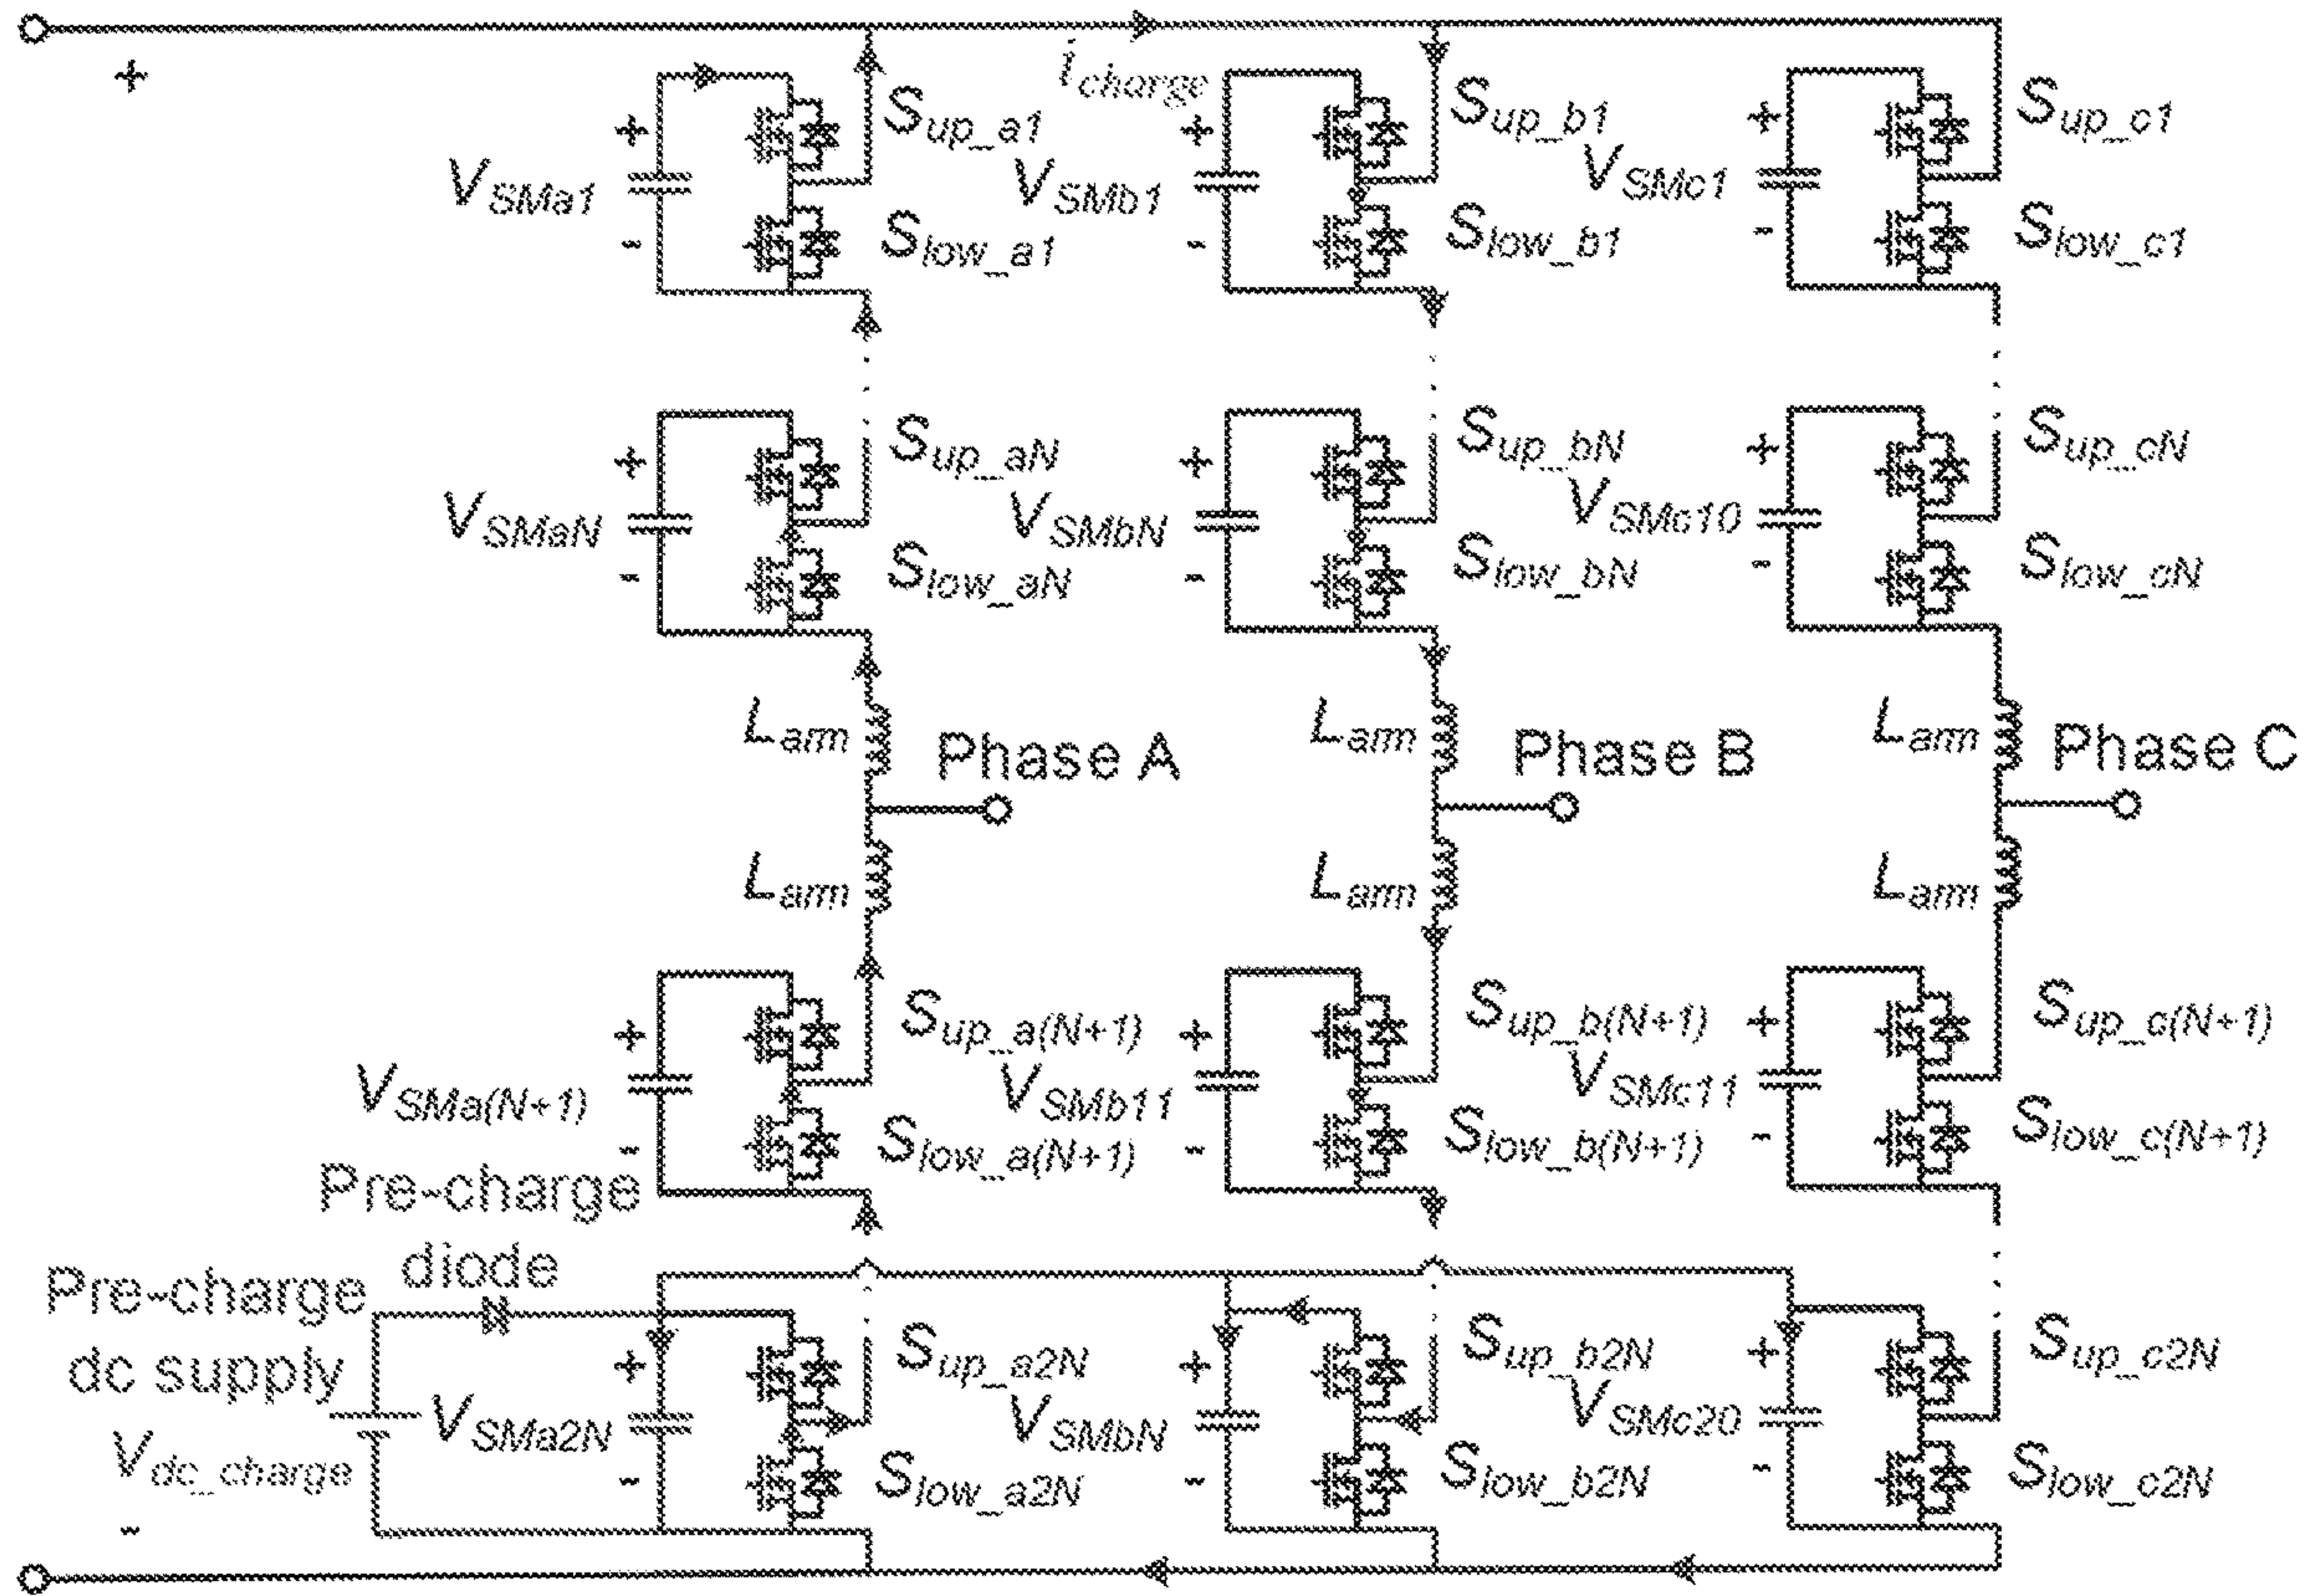 +
i_charge
+ S_up_a1
V_SMa1
- S_low_a1
+ S_up_b1
V_SMb1
- S_low_b1
+ S_up_c1
V_SMc1
- S_low_c1
+ S_up_aN
V_SMaN
- S_low_aN
+ S_up_bN
V_SMbN
- S_low_bN
+ S_up_cN
V_SMc10
- S_low_cN
L_arm
Phase A
L_arm
L_arm
Phase B
L_arm
L_arm
Phase C
L_arm
+ S_up_a(N+1)
V_SMa(N+1)
- S_low_a(N+1)
+ S_up_b(N+1)
V_SMb11
- S_low_b(N+1)
+ S_up_c(N+1)
V_SMc11
- S_low_c(N+1)
Pre-charge
diode
Pre-charge
dc supply
V_dc_charge
-
+ S_up_a2N
V_SMa2N
- S_low_a2N
+ S_up_b2N
V_SMbN
- S_low_b2N
+ S_up_c2N
V_SMc20
- S_low_c2N